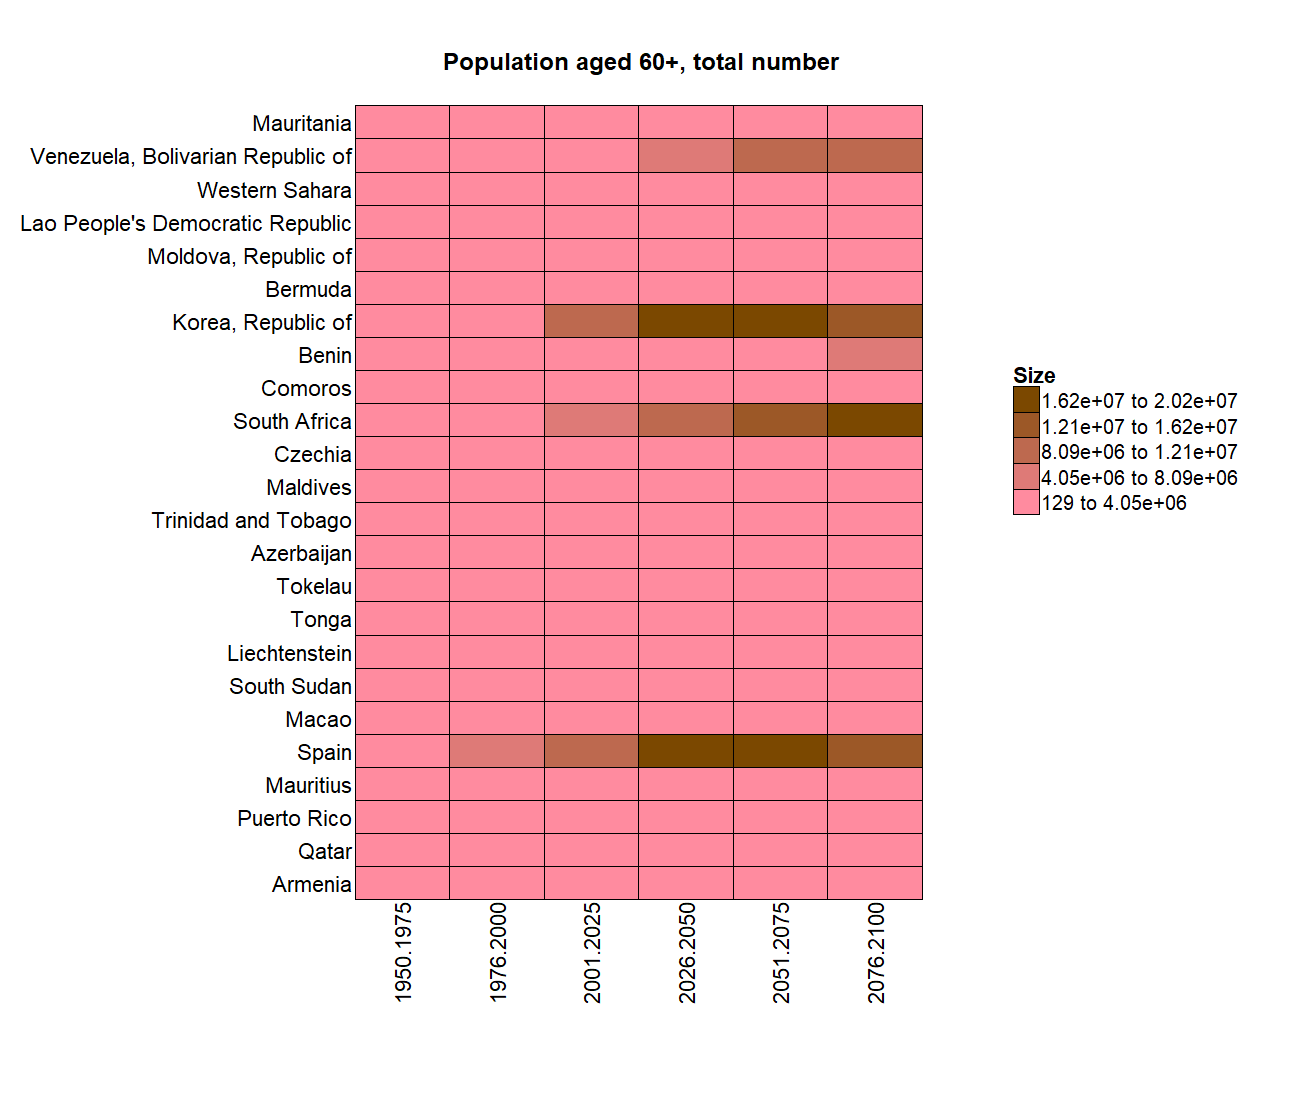 Population aged 60+, total number
Mauritania
Venezuela, Bolivarian Republic of
Western Sahara
Lao People's Democratic Republic
Moldova, Republic of
Bermuda
Korea, Republic of
Benin
Comoros
South Africa
Czechia
Maldives
Trinidad and Tobago
Azerbaijan
Tokelau
Tonga
Liechtenstein
South Sudan
Macao
Spain
Mauritius
Puerto Rico
Qatar
Armenia
1950.1975
1976.2000
2001.2025
2026.2050
2051.2075
2076.2100
Size
1.62e+07 to 2.02e+07
1.21e+07 to 1.62e+07
8.09e+06 to 1.21e+07
4.05e+06 to 8.09e+06
129 to 4.05e+06